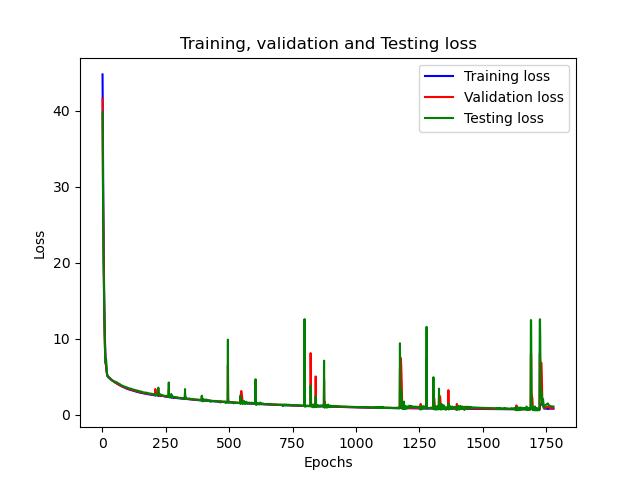 Training, validation and Testing loss
Training loss
Validation loss
Testing loss
Loss
40
30
20
10
0
0 250 500 750 1000 1250 1500 1750
Epochs